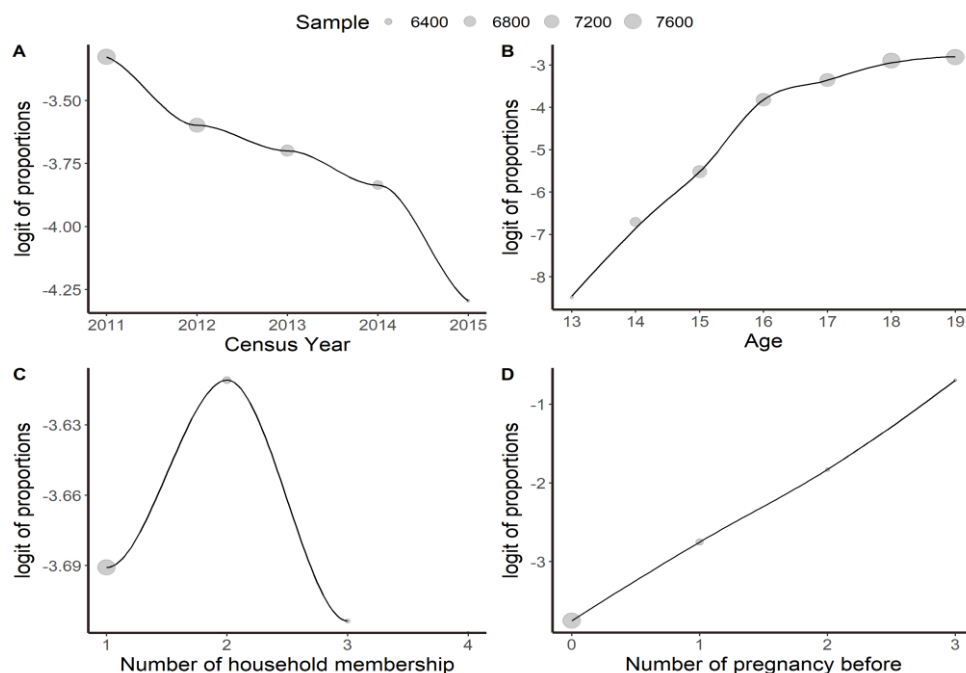 Sample 6400 6800 7200 7600
A
logit of proportions
-3.50
-3.75
-4.00
-4.25
2011 2012 2013 2014 2015
Census Year
B
logit of proportions
-3
-4
-5
-6
-7
-8
13 14 15 16 17 18 19
Age
C
logit of proportions
-3.63
-3.66
-3.69
1 2 3 4
Number of household membership
D
logit of proportions
-1
-2
-3
0 1 2 3
Number of pregnancy before